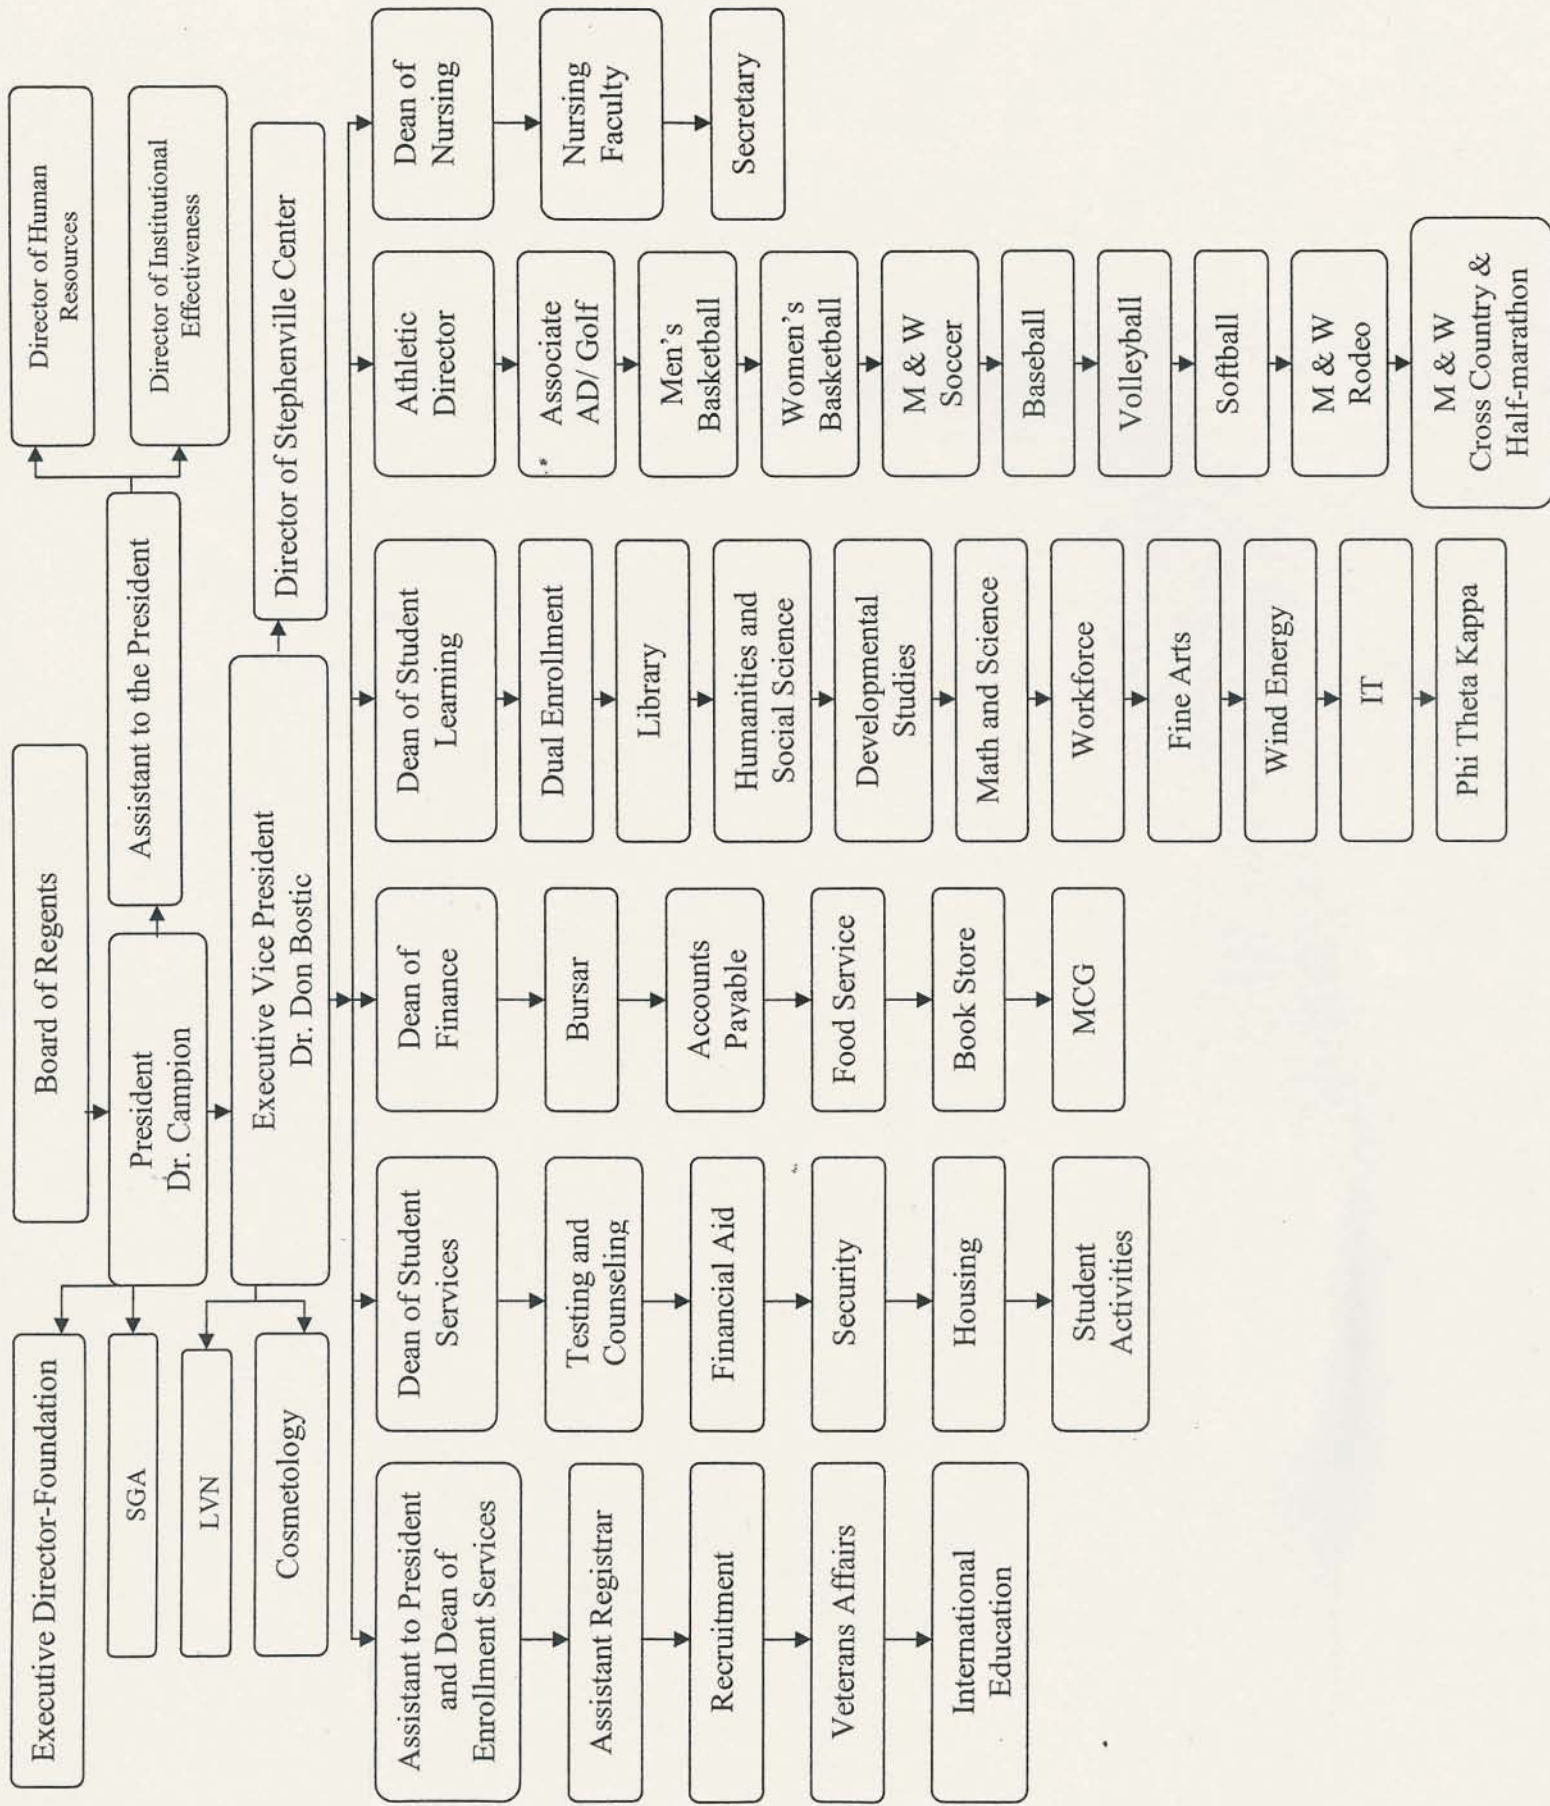 Board of Regents
Executive Director-Foundation
Director of Human
Resources
President
Dr. Campion
SGA
Assistant to the President
Director of Institutional
Effectiveness
LVN
Executive Vice President
Dr. Don Bostic
Cosmetology
Director of Stephenville Center
Assistant to President
and Dean of
Enrollment Services
Assistant Registrar
Recruitment
Veterans Affairs
International
Education
Dean of Student
Services
Testing and
Counseling
Financial Aid
Security
Housing
Student
Activities
Dean of
Finance
Bursar
Accounts
Payable
Food Service
Book Store
MCG
Dean of Student
Learning
Dual Enrollment
Library
Humanities and
Social Science
Developmental
Studies
Math and Science
Workforce
Fine Arts
Wind Energy
IT
Phi Theta Kappa
Athletic
Director
Associate
AD/ Golf
Men's
Basketball
Women's
Basketball
M & W
Soccer
Baseball
Volleyball
Softball
M & W
Rodeo
M & W
Cross Country &
Half-marathon
Dean of
Nursing
Nursing
Faculty
Secretary